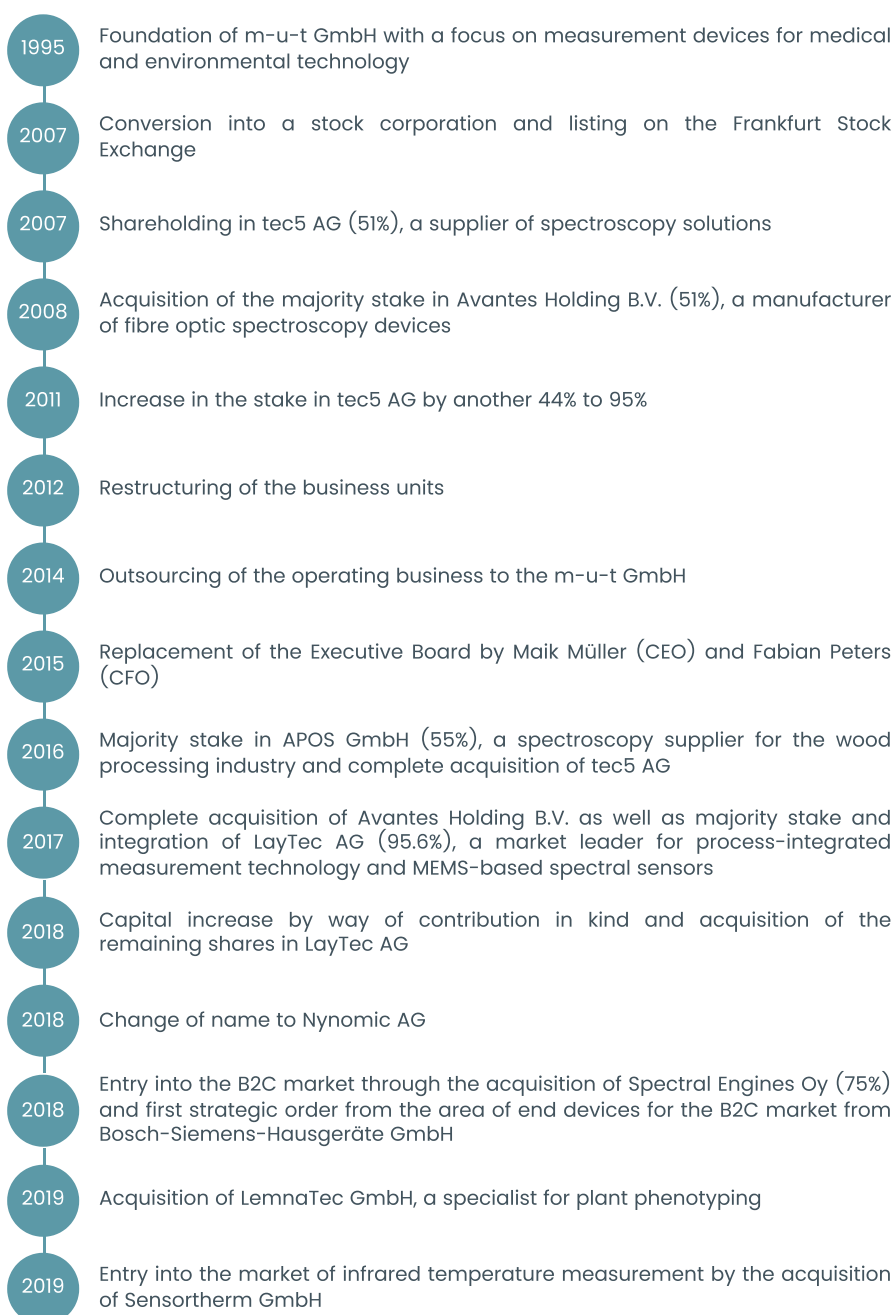 1995
Foundation of m-u-t GmbH with a focus on measurement devices for medical
and environmental technology
2007
Conversion into a stock corporation and listing on the Frankfurt Stock
Exchange
2007
Shareholding in tec5 AG (51%), a supplier of spectroscopy solutions
2008
Acquisition of the majority stake in Avantes Holding B.V. (51%), a manufacturer
of fibre optic spectroscopy devices
2011
Increase in the stake in tec5 AG by another 44% to 95%
2012
Restructuring of the business units
2014
Outsourcing of the operating business to the m-u-t GmbH
2015
Replacement of the Executive Board by Maik Müller (CEO) and Fabian Peters
(CFO)
2016
Majority stake in APOS GmbH (55%), a spectroscopy supplier for the wood
processing industry and complete acquisition of tec5 AG
2017
Complete acquisition of Avantes Holding B.V. as well as majority stake and
integration of LayTec AG (95.6%), a market leader for process-integrated
measurement technology and MEMS-based spectral sensors
2018
Capital increase by way of contribution in kind and acquisition of the
remaining shares in LayTec AG
2018
Change of name to Nynomic AG
2018
Entry into the B2C market through the acquisition of Spectral Engines Oy (75%)
and first strategic order from the area of end devices for the B2C market from
Bosch-Siemens-Hausgeräte GmbH
2019
Acquisition of LemnaTec GmbH, a specialist for plant phenotyping
2019
Entry into the market of infrared temperature measurement by the acquisition
of Sensortherm GmbH